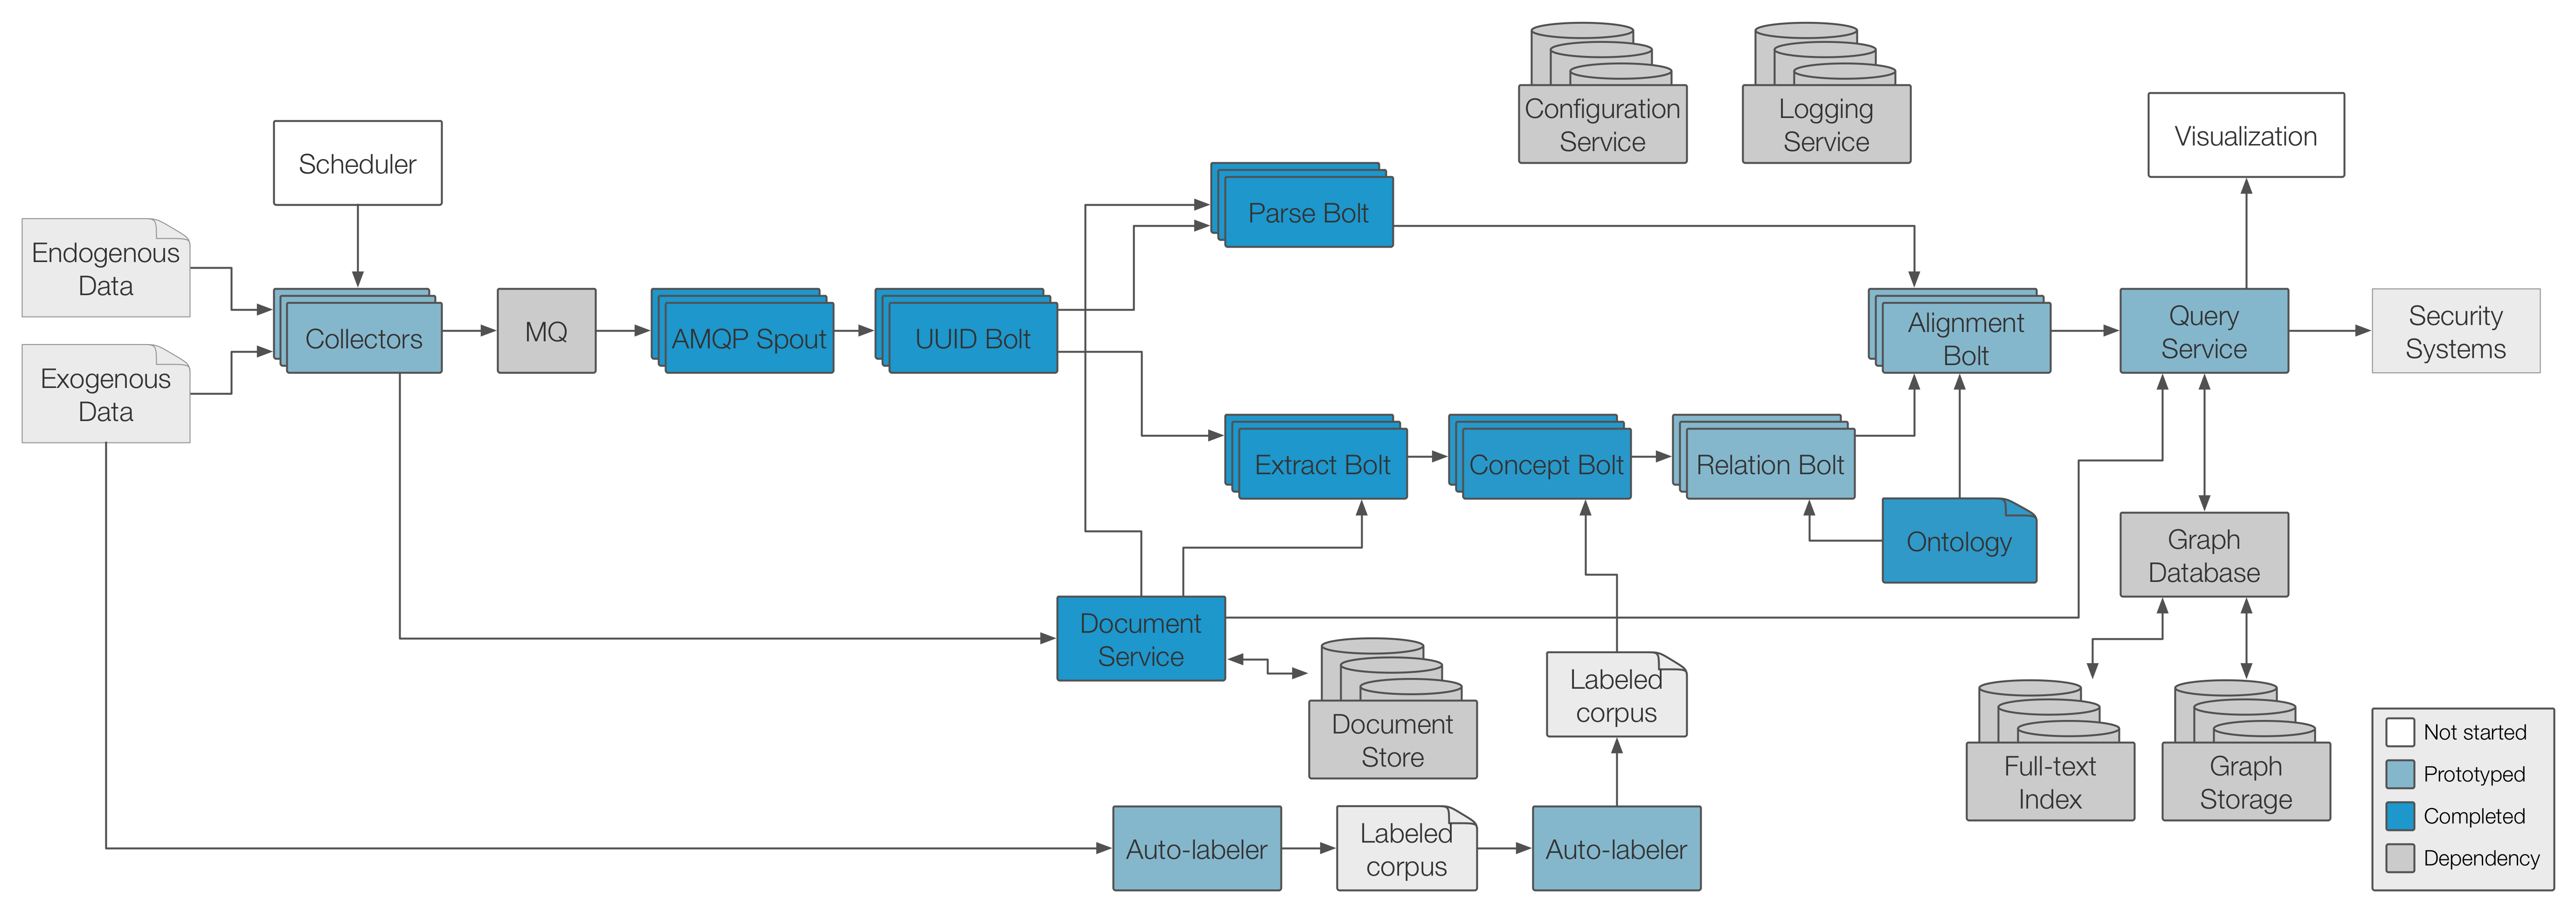 Configuration
Service
Logging
Service
Scheduler
Visualization
Parse Bolt
Endogenous
Data
Exogenous
Data
Collectors
MQ
AMQP Spout
UUID Bolt
Alignment
Bolt
Query
Service
Security
Systems
Extract Bolt
Concept Bolt
Relation Bolt
Ontology
Graph
Database
Document
Service
Document
Store
Labeled
corpus
Full-text
Index
Graph
Storage
Auto-labeler
Labeled
corpus
Auto-labeler
Not started
Prototyped
Completed
Dependency